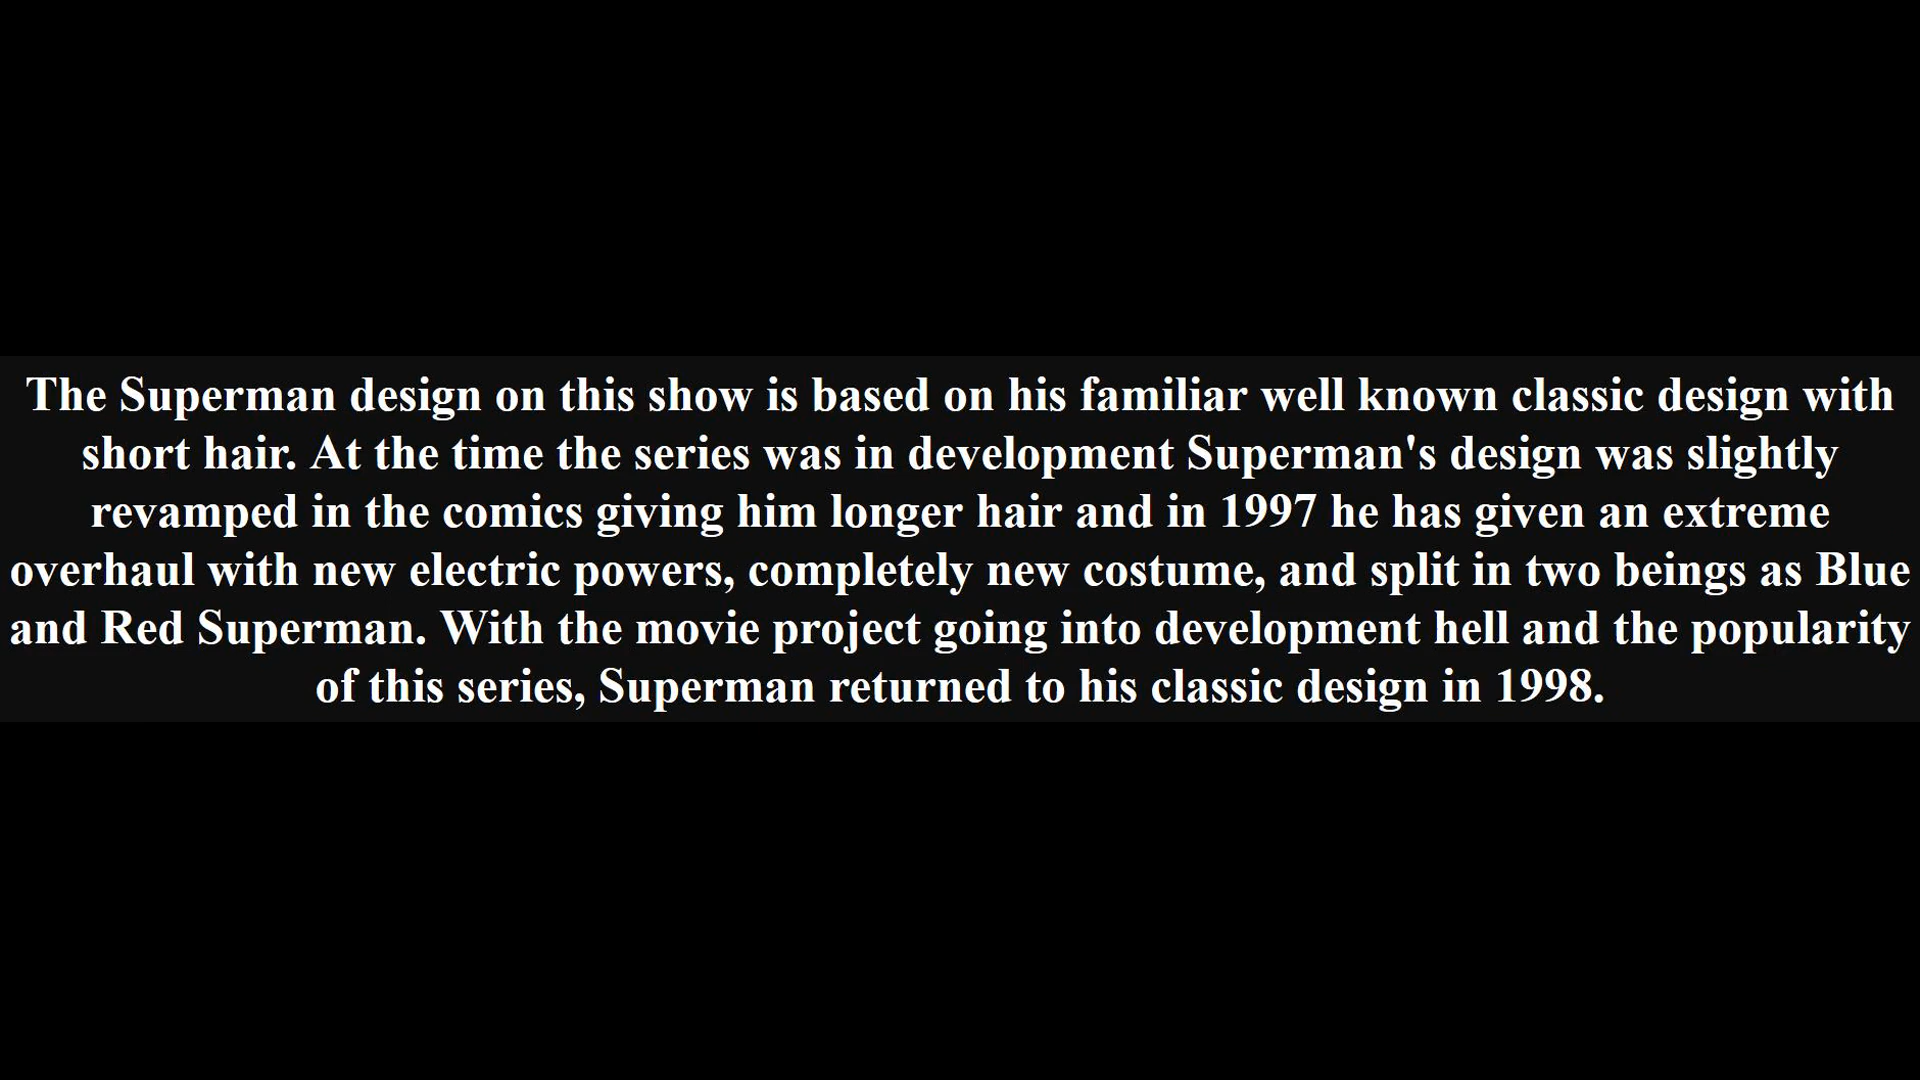 The Superman design on this show is based on his familiar well known classic design with
short hair. At the time the series was in development Superman's design was slightly
revamped in the comics giving him longer hair and in 1997 he has given an extreme
overhaul with new electric powers, completely new costume, and split in two beings as Blue
and Red Superman. With the movie project going into development hell and the popularity
of this series, Superman returned to his classic design in 1998.